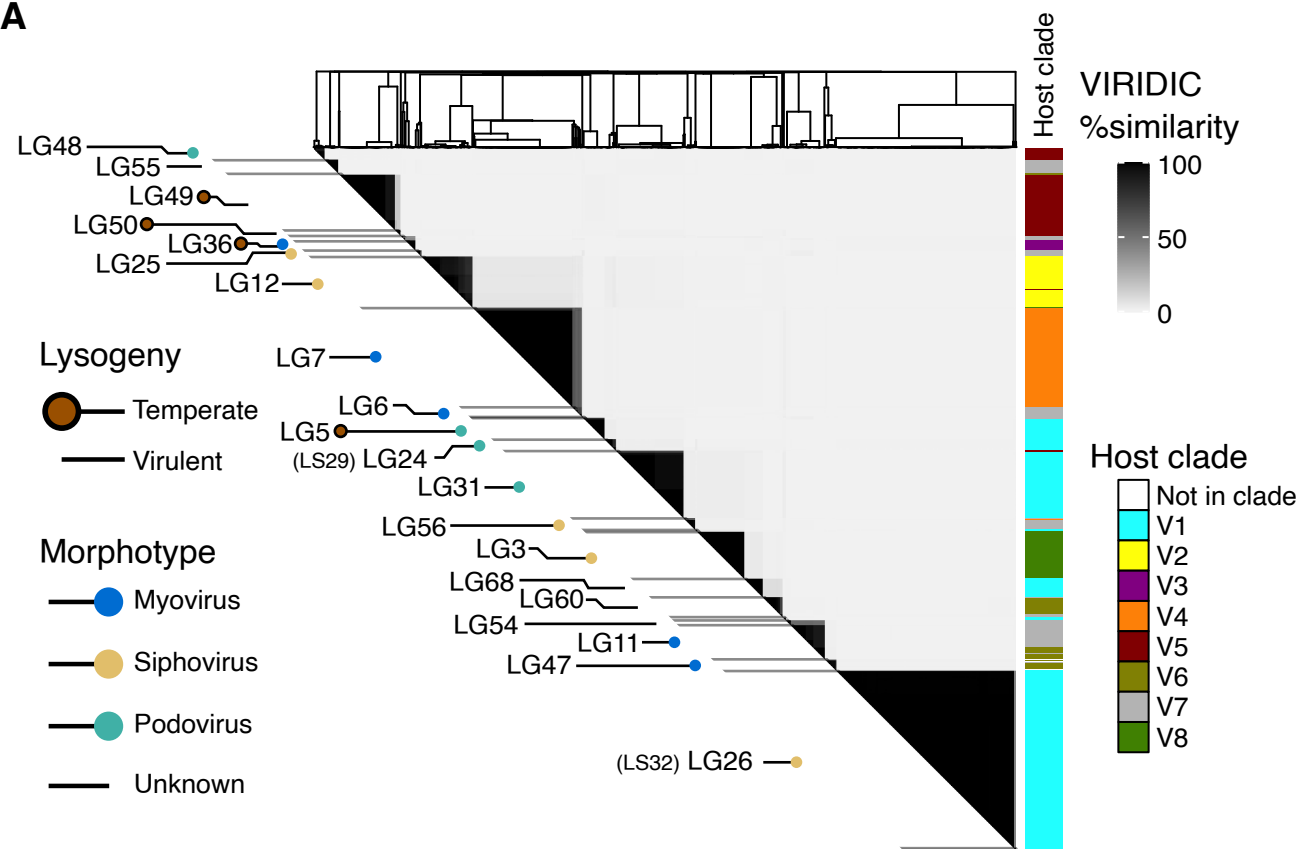 A
Host clade
VIRIDIC
%similarity
100
50
0
LG48
LG55
LG49
LG50
LG36
LG25
LG12
LG7
LG6
LG5
(LS29) LG24
LG31
LG56
LG3
LG68
LG60
LG54
LG11
LG47
(LS32) LG26
Lysogeny
Temperate
Virulent
Morphotype
Myovirus
Siphovirus
Podovirus
Unknown
Host clade
Not in clade
V1
V2
V3
V4
V5
V6
V7
V8